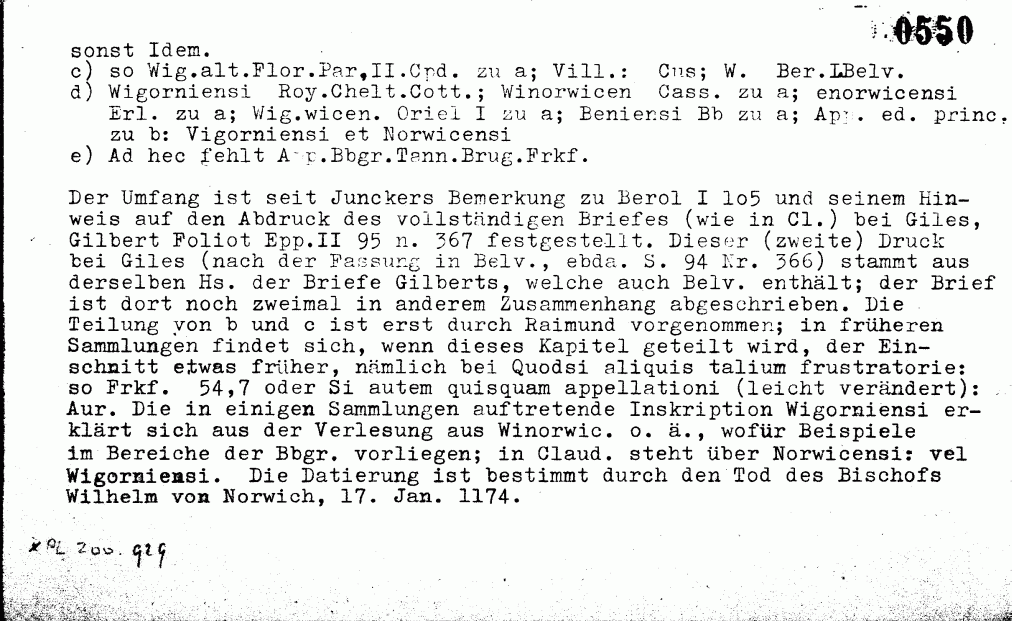 0550
sonst Idem.
c) so Wig.alt.Flor.Par,II.Cpd. zu a; Vill.: Cus; W. Ber.LBelv.
d) Wigorniensi Roy.Chelt.Cott.; Winorwicen Cass. zu a; enorwicensi
Erl. zu a; Wig.wicen. Oriel I zu a; Beniensi Bb zu a; App. ed. princ.
zu b: Vigorniensi et Norwicensi
e) Ad hec fehlt App.Bbgr.Tann.Brug.Frkf.
Der Umfang ist seit Junckers Bemerkung zu Berol I lo5 und seinem Hin-
weis auf den Abdruck des vollständigen Briefes (wie in Cl.) bei Giles,
Gilbert Foliot Epp.II 95 n. 367 festgestellt. Dieser (zweite) Druck
bei Giles (nach der Fassung in Belv., ebda. S. 94 Nr. 366) stammt aus
derselben Hs. der Briefe Gilberts, welche auch Belv. enthält; der Brief
ist dort noch zweimal in anderem Zusammenhang abgeschrieben. Die
Teilung von b und c ist erst durch Raimund vorgenommen; in früheren
Sammlungen findet sich, wenn dieses Kapitel geteilt wird, der Ein-
schnitt etwas früher, nämlich bei Quodsi aliquis talium frustratorie:
so Frkf. 54,7 oder Si autem quisquam appellationi (leicht verändert):
Aur. Die in einigen Sammlungen auftretende Inskription Wigorniensi er-
klärt sich aus der Verlesung aus Winorwic. o. ä., wofür Beispiele
im Bereiche der Bbgr. vorliegen; in Claud. steht über Norwicensi: vel
Wigorniensi. Die Datierung ist bestimmt durch den Tod des Bischofs
Wilhelm von Norwich, 17. Jan. 1174.
x PL 200. 929